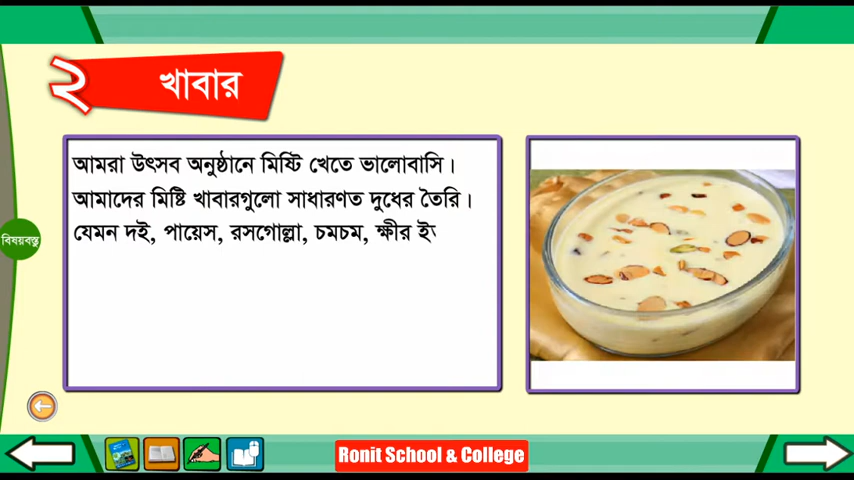 ২ খাবার
আমরা উৎসব অনুষ্ঠানে মিষ্টি খেতে ভালোবাসি।
আমাদের মিষ্টি খাবারগুলো সাধারণত দুধের তৈরি।
যেমন দই, পায়েস, রসগোল্লা, চমচম, ক্ষীর
বিষয়বস্তু
Ronit School & College